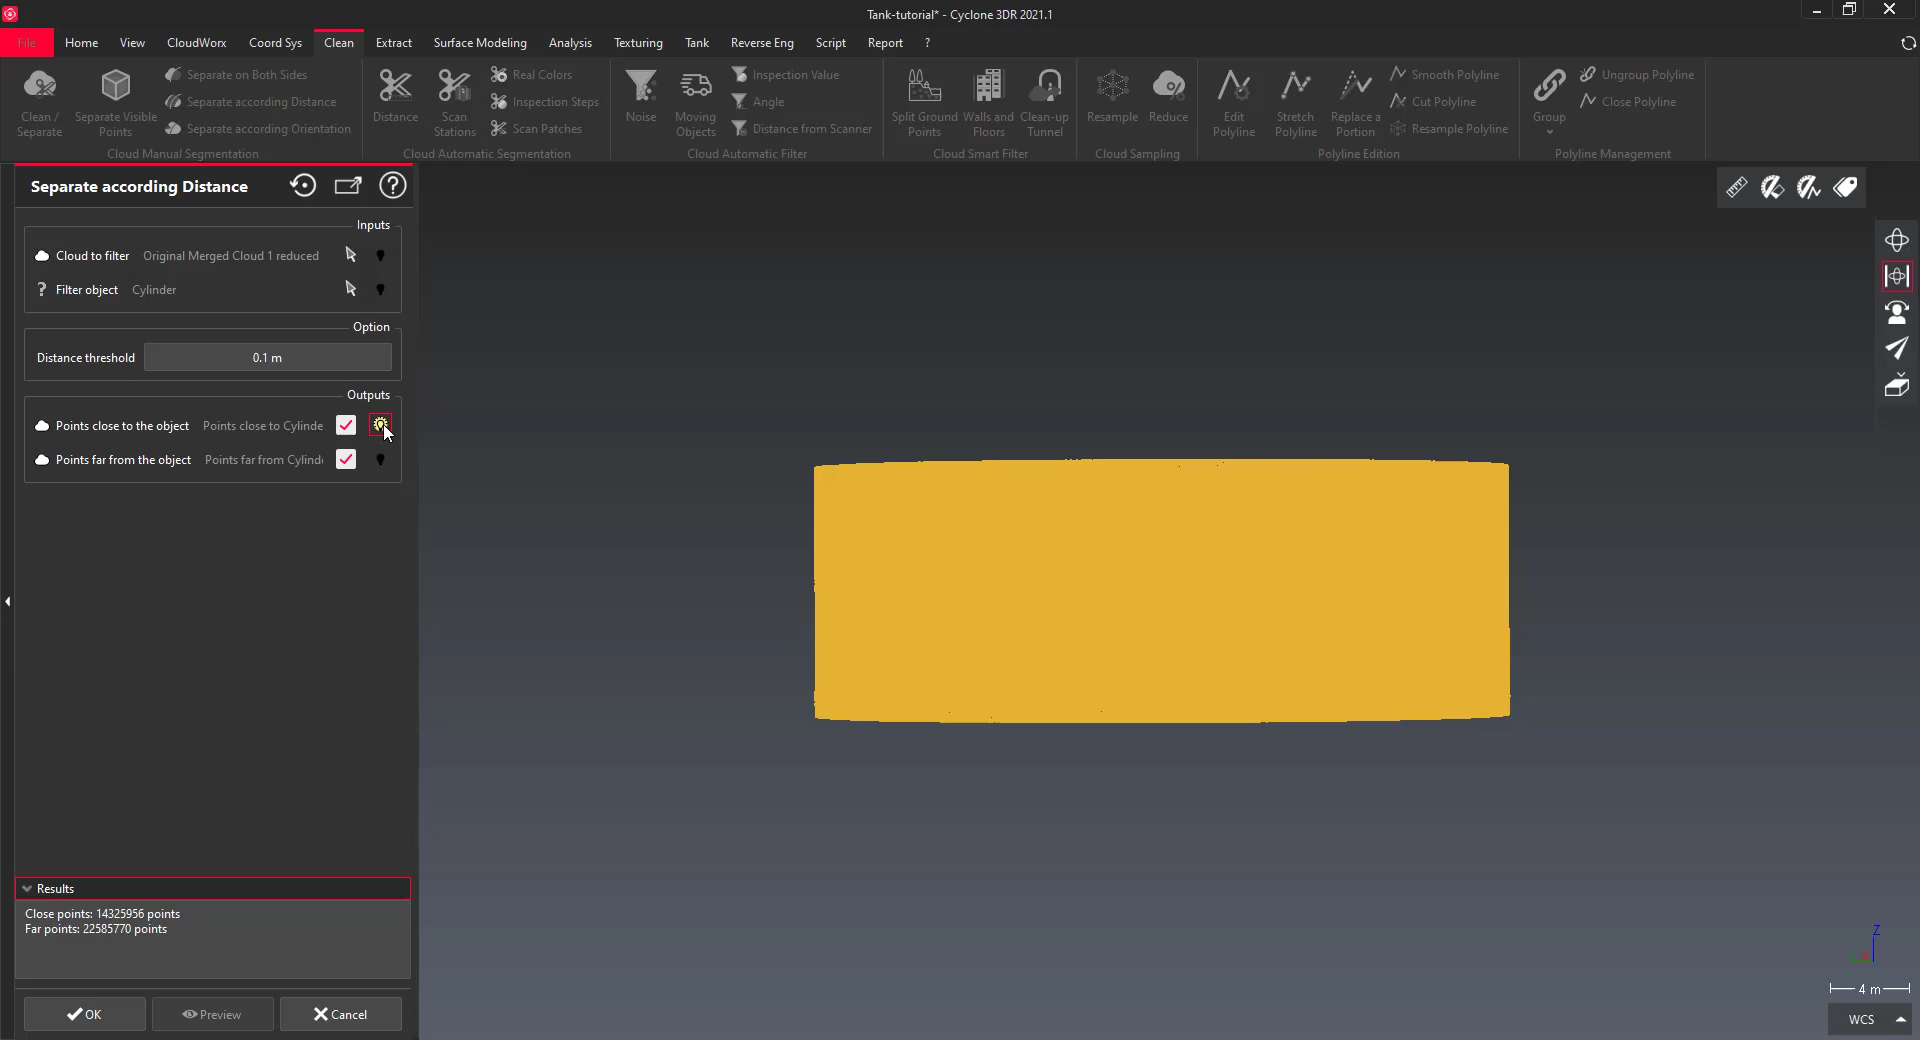 Tank-tutorial* - Cyclone 3DR 2021.1
File Home View CloudWorx Coord Sys Clean Extract Surface Modeling Analysis Texturing Tank Reverse Eng Script Report ?
Clean / Separate
Separate Visible Points
Separate on Both Sides
Separate according Distance
Separate according Orientation
Cloud Manual Segmentation
Distance
Scan Stations
Real Colors
Inspection Steps
Scan Patches
Cloud Automatic Segmentation
Noise
Moving Objects
Inspection Value
Angle
Distance from Scanner
Cloud Automatic Filter
Split Ground Points
Walls and Floors
Clean-up Tunnel
Cloud Smart Filter
Resample
Reduce
Cloud Sampling
Edit Polyline
Stretch Polyline
Replace a Portion
Smooth Polyline
Cut Polyline
Resample Polyline
Polyline Edition
Group
Ungroup Polyline
Close Polyline
Polyline Management
Separate according Distance
Inputs
Cloud to filter Original Merged Cloud 1 reduced
? Filter object Cylinder
Option
Distance threshold 0.1 m
Outputs
Points close to the object Points close to Cylinde
Points far from the object Points far from Cylind
Results
Close points: 14325956 points
Far points: 22585770 points
OK Preview Cancel
Z
4 m
WCS